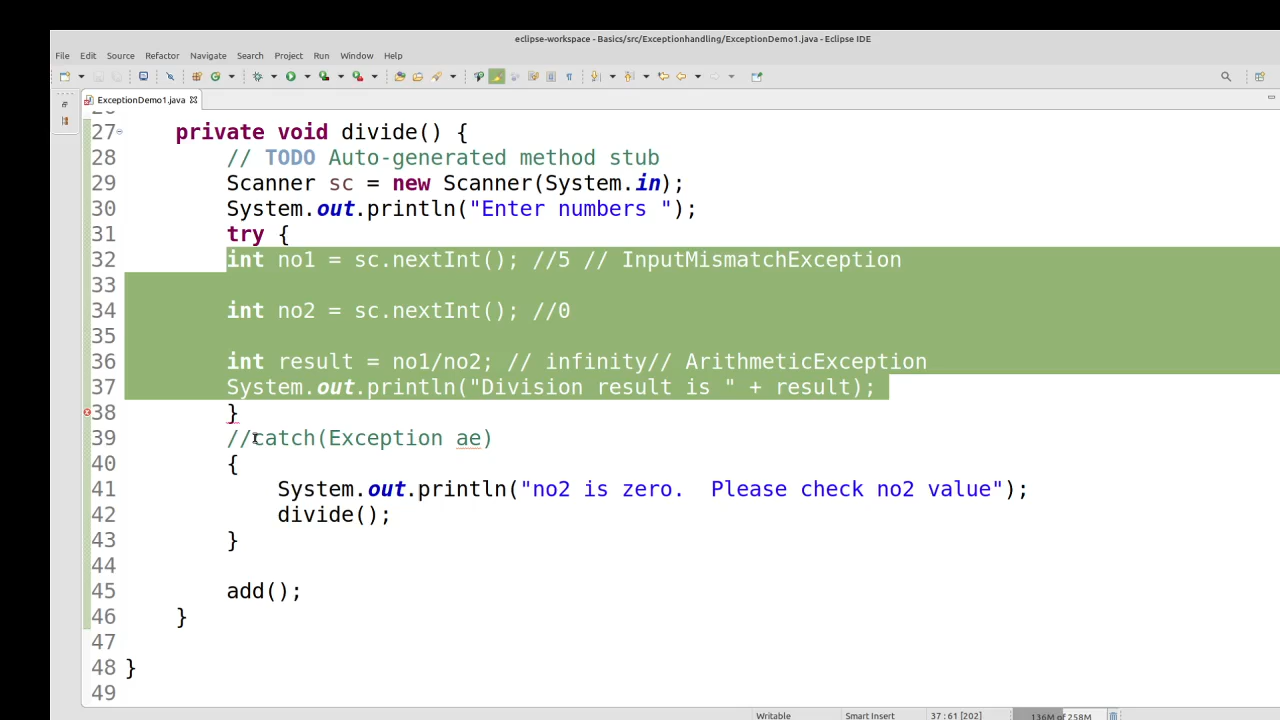 eclipse-workspace - Basics/src/Exceptionhandling/ExceptionDemo1.java - Eclipse IDE
File Edit Source Refactor Navigate Search Project Run Window Help
ExceptionDemo1.java
27 private void divide() {
28 // TODO Auto-generated method stub
29 Scanner sc = new Scanner(System.in);
30 System.out.println("Enter numbers ");
31 try {
32 int no1 = sc.nextInt(); //5 // InputMismatchException
33
34 int no2 = sc.nextInt(); //0
35
36 int result = no1/no2; // infinity// ArithmeticException
37 System.out.println("Division result is " + result);
38 }
39 //catch(Exception ae)
40 {
41 System.out.println("no2 is zero.  Please check no2 value");
42 divide();
43 }
44
45 add();
46 }
47
48 }
49
Writable Smart Insert 37 : 61 [202] 136M of 258M